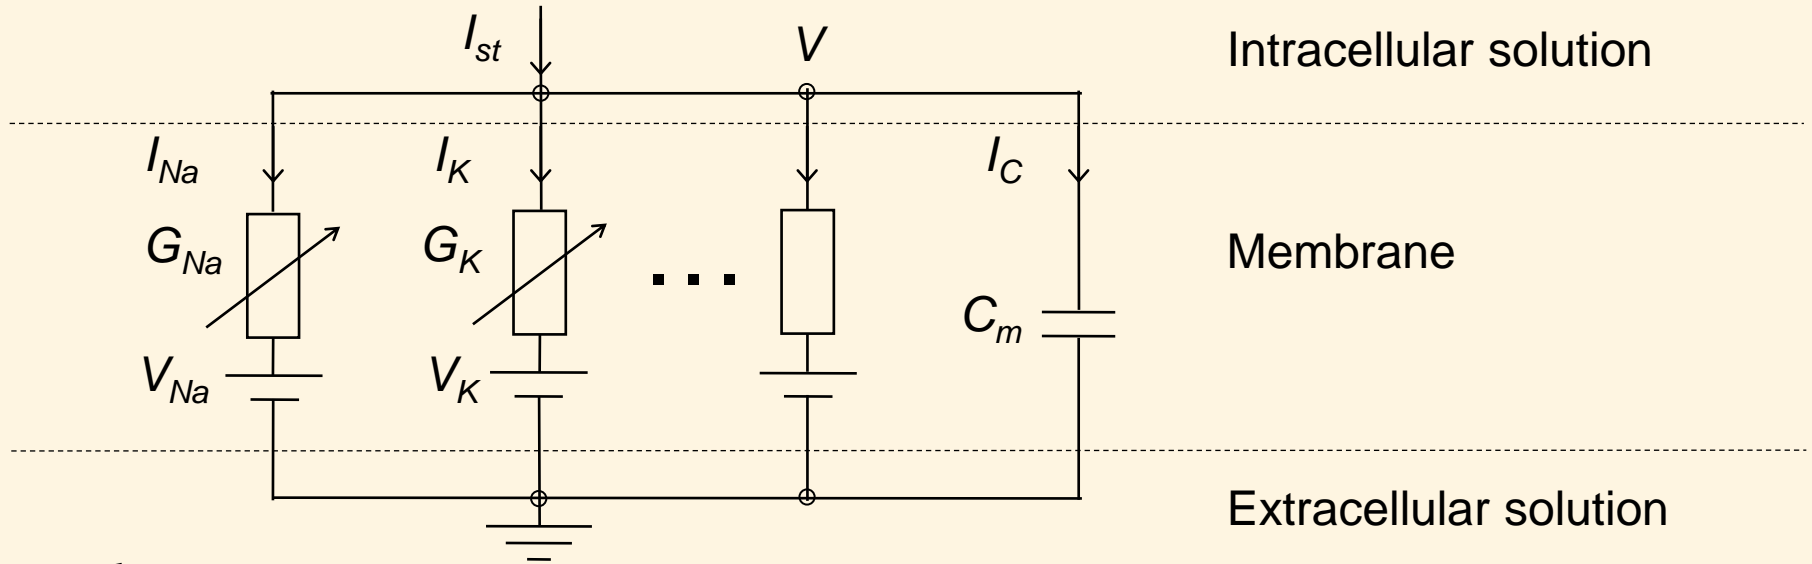 I_st
V
Intracellular solution
I_Na
I_K
I_C
G_Na
G_K
Membrane
C_m
V_Na
V_K
Extracellular solution